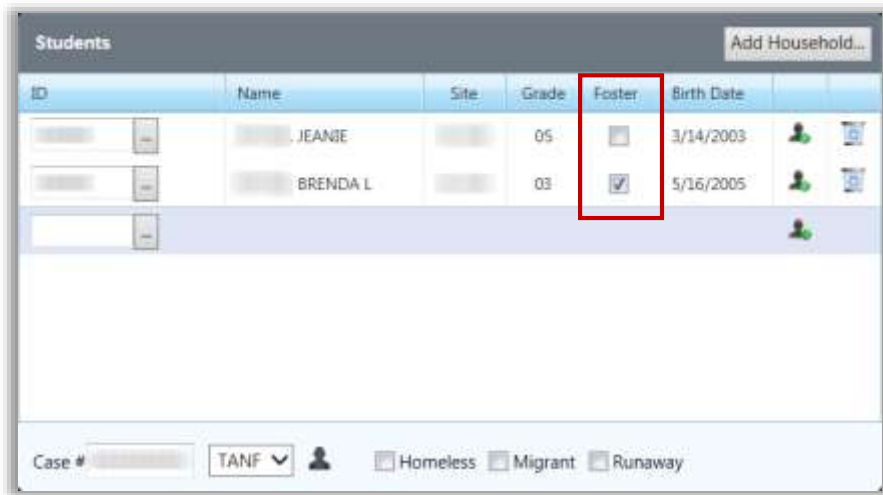 Students Add Household...
ID Name Site Grade Foster Birth Date
... , JEANIE 05 3/14/2003
... BRENDA L 03 5/16/2005
...
Case # TANF Homeless Migrant Runaway